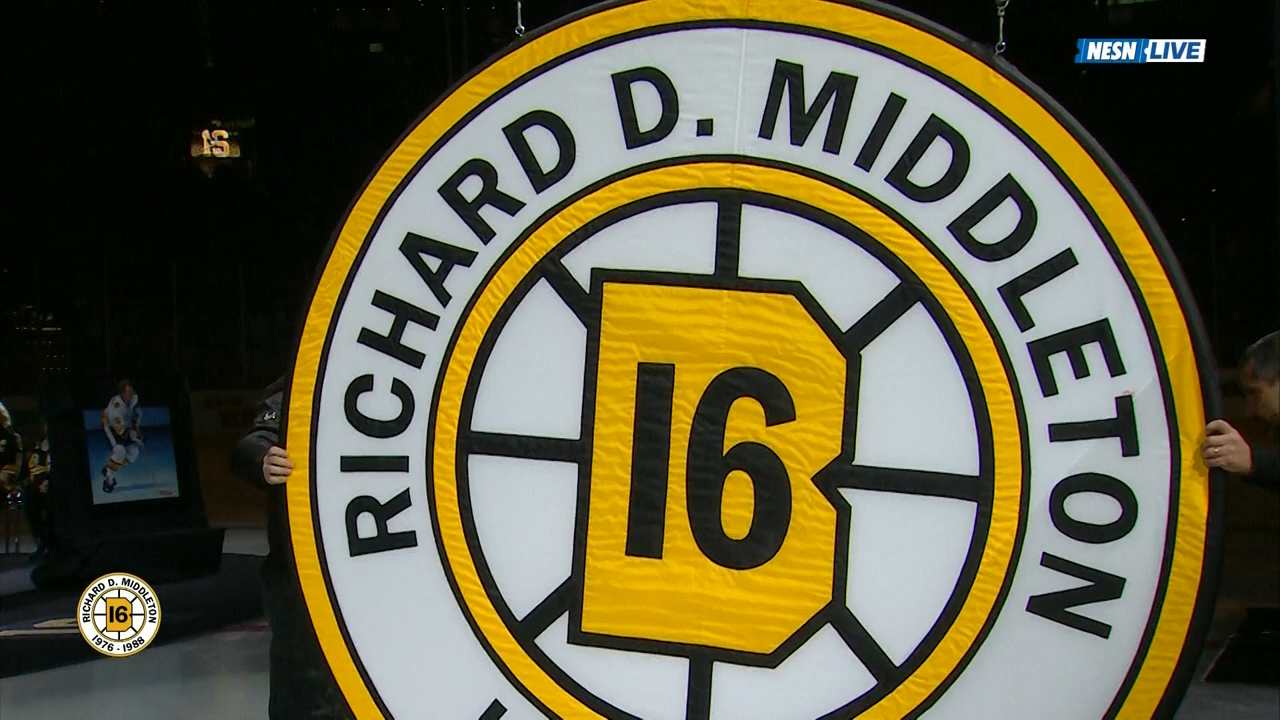 NESN LIVE
16
RICHARD D. MIDDLETON
16
RICHARD D. MIDDLETON
16
1976 - 1988